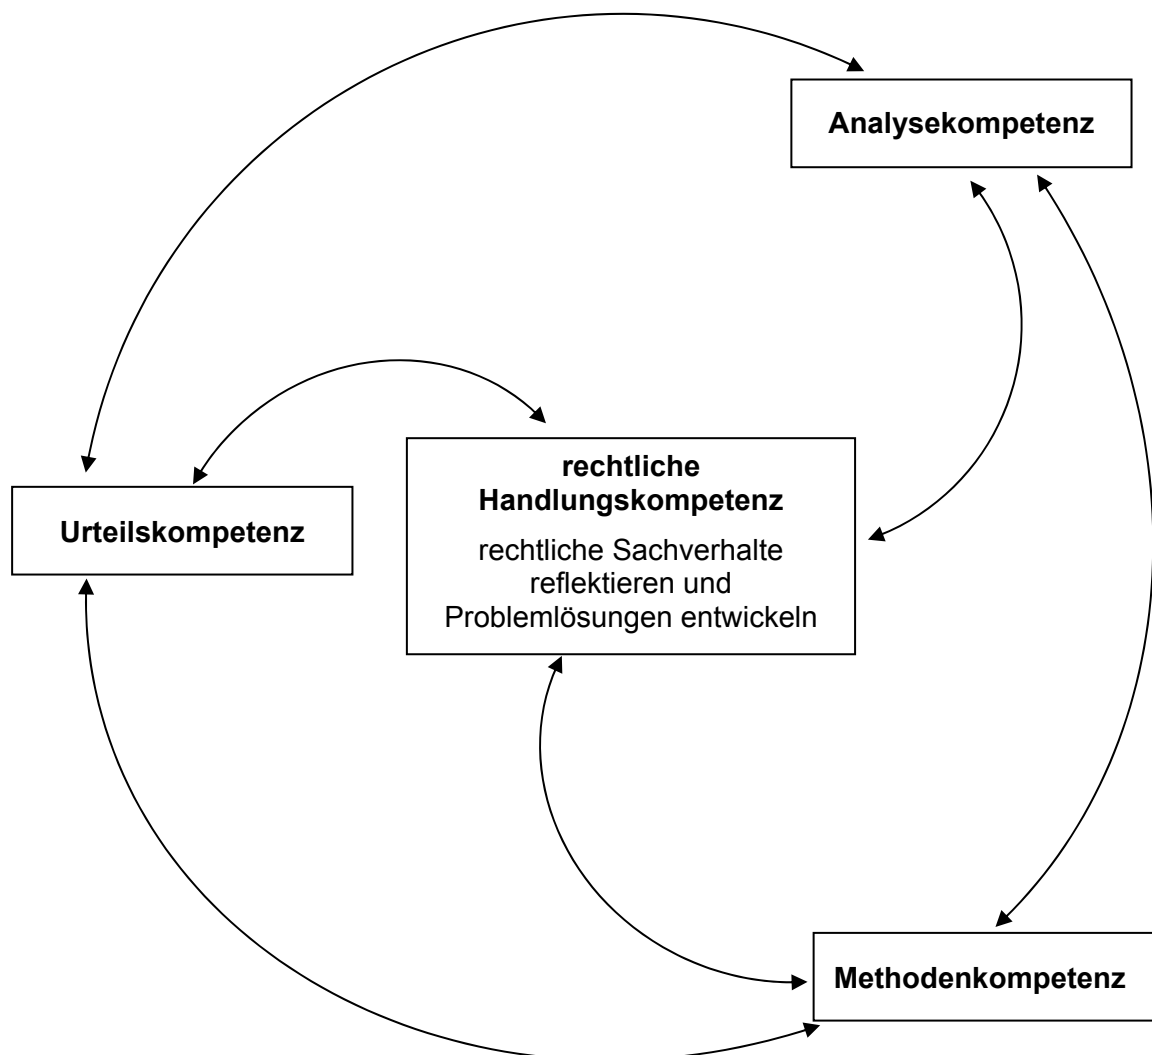 Analysekompetenz
rechtliche
Handlungskompetenz
Urteilskompetenz
rechtliche Sachverhalte
reflektieren und
Problemlösungen entwickeln
Methodenkompetenz